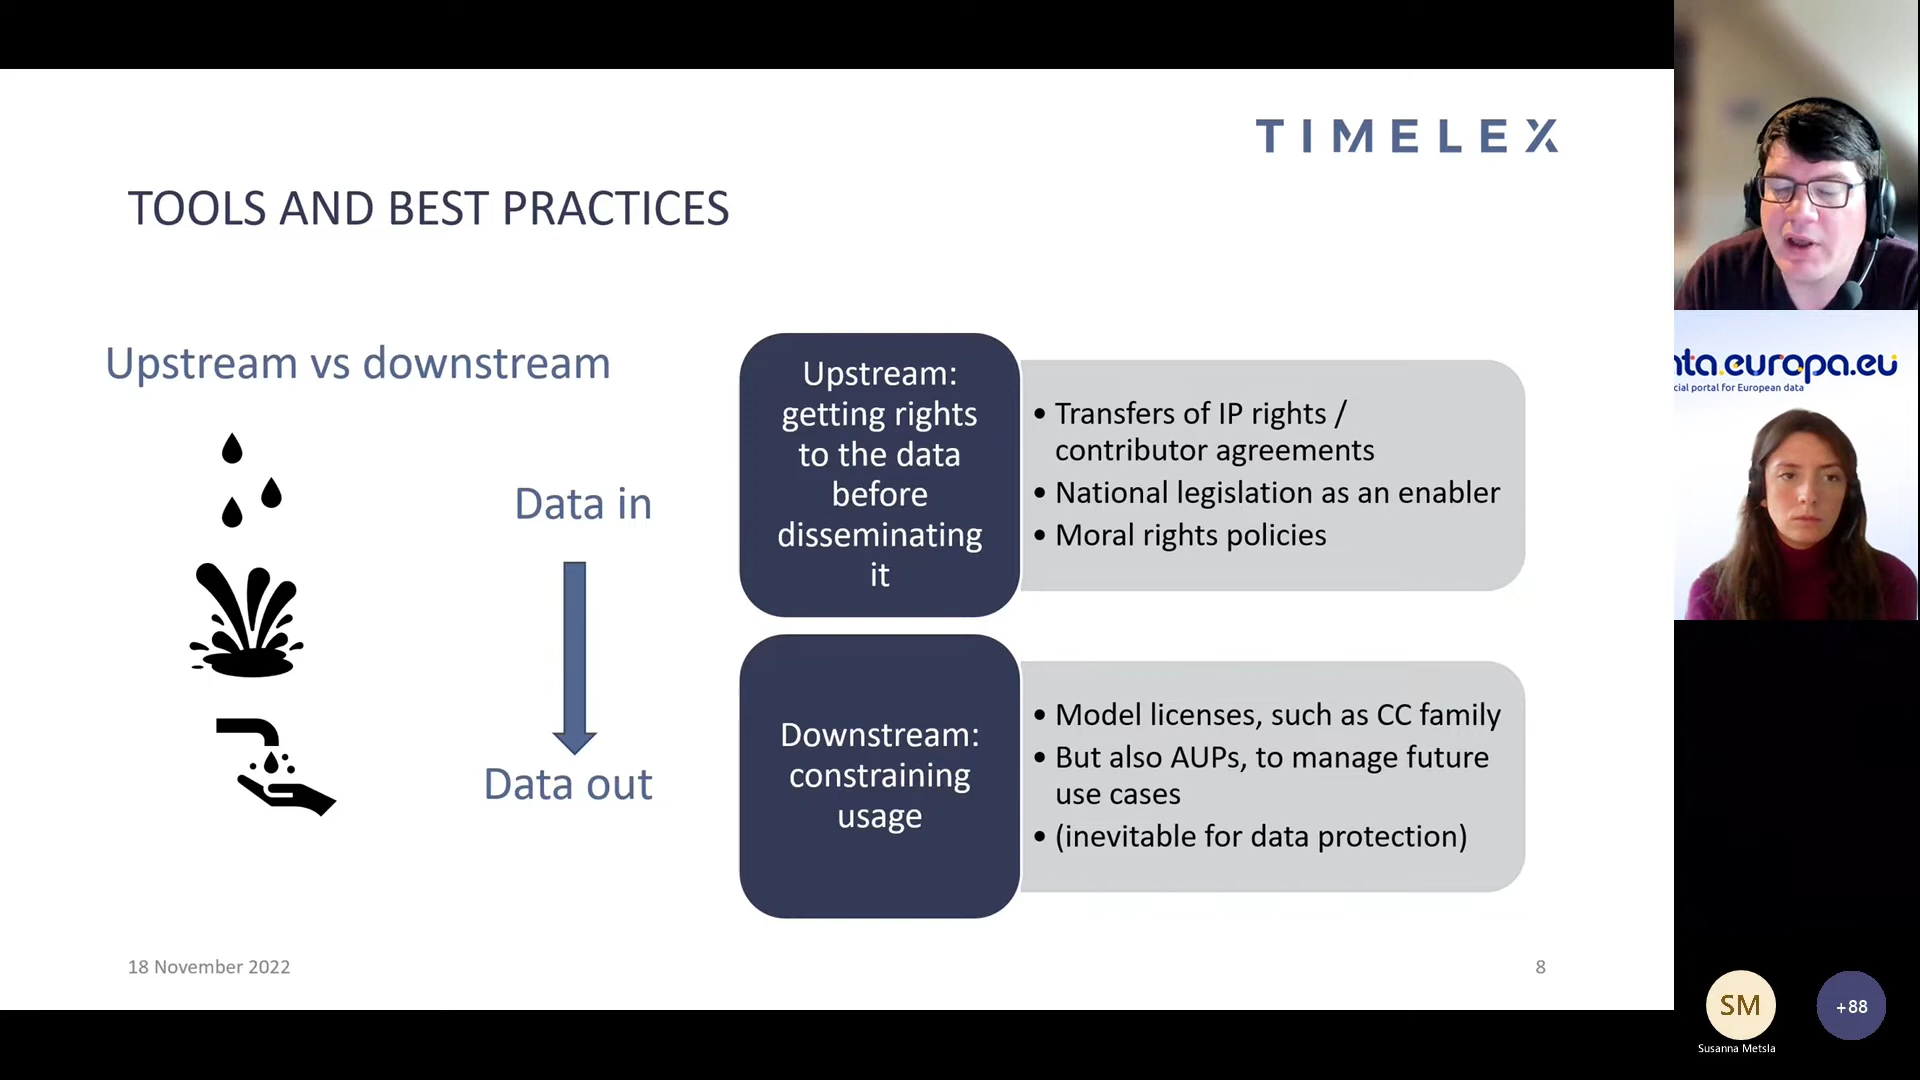 TIMELEX
TOOLS AND BEST PRACTICES
Upstream vs downstream
Data in
Data out
Upstream:
getting rights
to the data
before
disseminating
it
• Transfers of IP rights /
contributor agreements
• National legislation as an enabler
• Moral rights policies
Downstream:
constraining
usage
• Model licenses, such as CC family
• But also AUPs, to manage future
use cases
• (inevitable for data protection)
18 November 2022
8
ata.europa.eu
cial portal for European data
SM
+88
Susanna Metsla